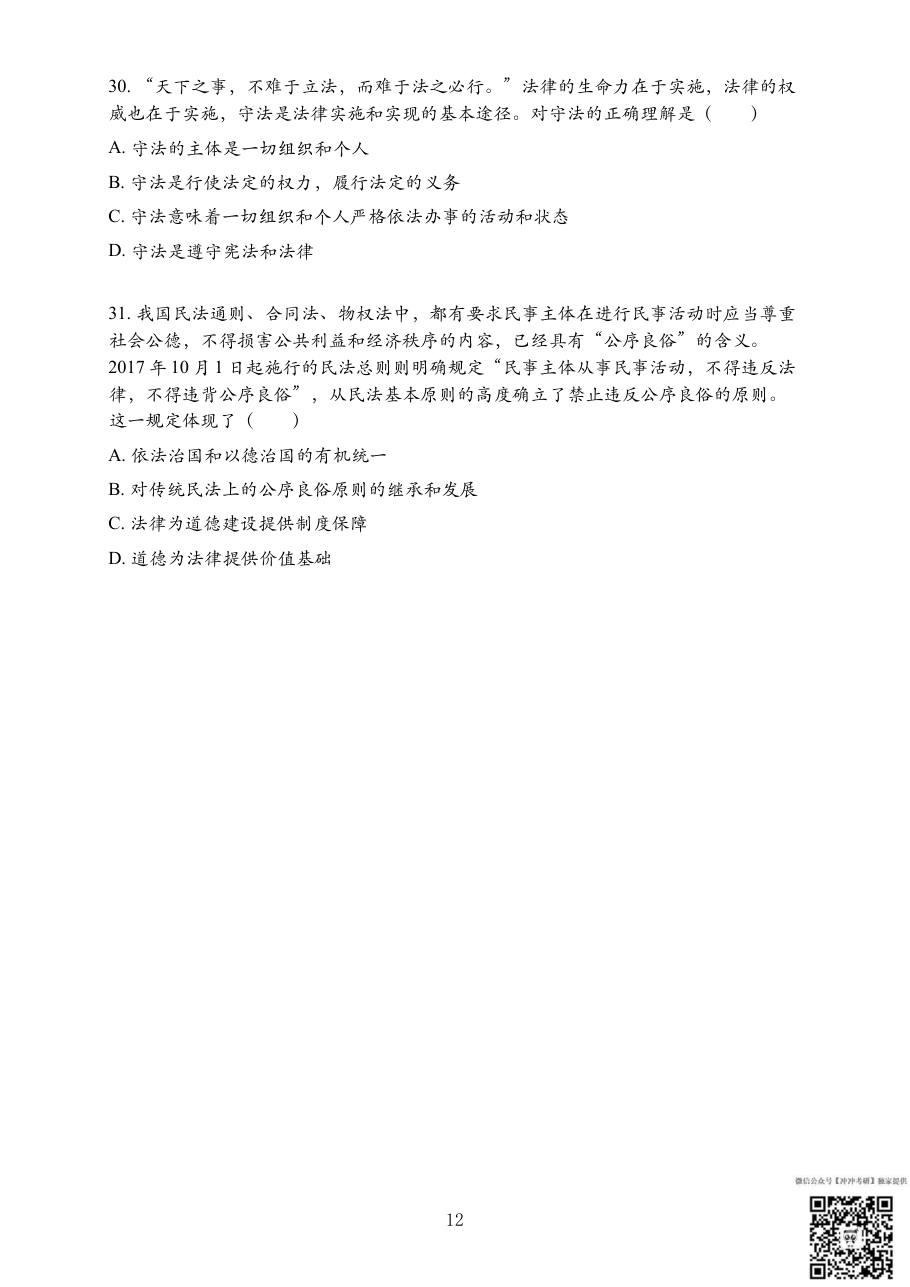 30. “天下之事，不难于立法，而难于法之必行。”法律的生命力在于实施，法律的权
威也在于实施，守法是法律实施和实现的基本途径。对守法的正确理解是（　　）
A. 守法的主体是一切组织和个人
B. 守法是行使法定的权力，履行法定的义务
C. 守法意味着一切组织和个人严格依法办事的活动和状态
D. 守法是遵守宪法和法律
31. 我国民法通则、合同法、物权法中，都有要求民事主体在进行民事活动时应当尊重
社会公德，不得损害公共利益和经济秩序的内容，已经具有“公序良俗”的含义。
2017 年 10 月 1 日起施行的民法总则则明确规定“民事主体从事民事活动，不得违反法
律，不得违背公序良俗”，从民法基本原则的高度确立了禁止违反公序良俗的原则。
这一规定体现了（　　）
A. 依法治国和以德治国的有机统一
B. 对传统民法上的公序良俗原则的继承和发展
C. 法律为道德建设提供制度保障
D. 道德为法律提供价值基础
微信公众号【冲冲考研】独家提供
12